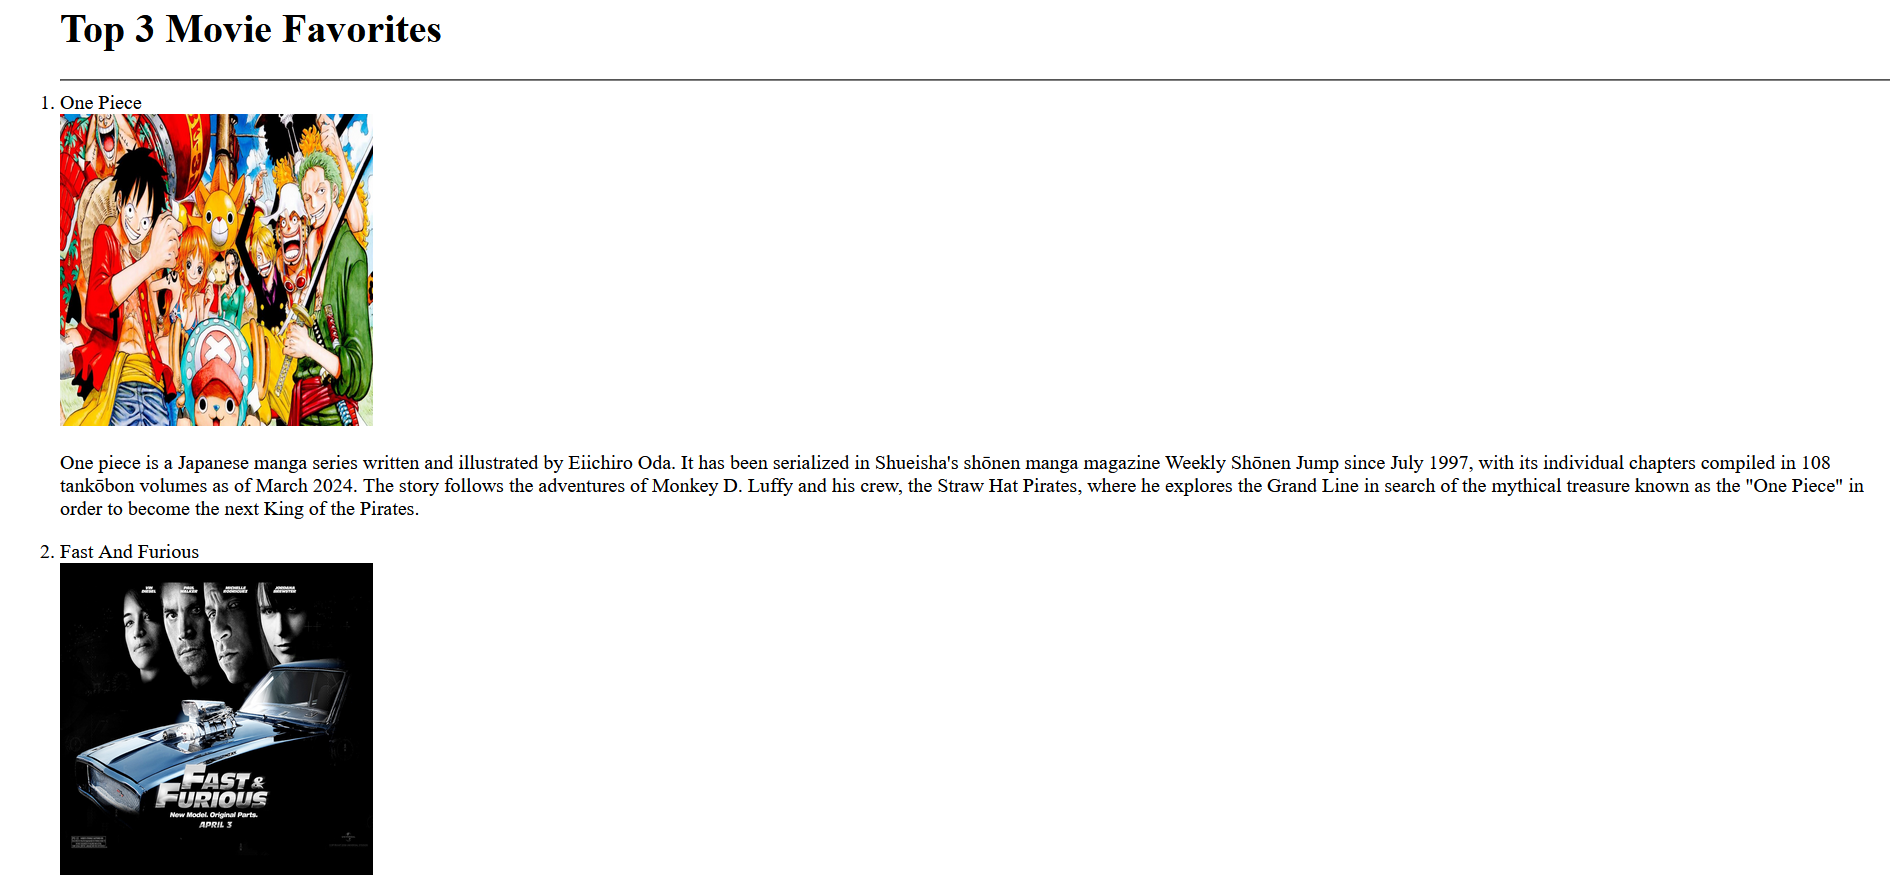 Top 3 Movie Favorites
1. One Piece
One piece is a Japanese manga series written and illustrated by Eiichiro Oda. It has been serialized in Shueisha's shōnen manga magazine Weekly Shōnen Jump since July 1997, with its individual chapters compiled in 108
tankōbon volumes as of March 2024. The story follows the adventures of Monkey D. Luffy and his crew, the Straw Hat Pirates, where he explores the Grand Line in search of the mythical treasure known as the "One Piece" in
order to become the next King of the Pirates.
2. Fast And Furious
VIN DIESEL
PAUL WALKER
MICHELLE RODRIGUEZ
JORDANA BREWSTER
FAST &
FURIOUS
New Model. Original Parts.
APRIL 3